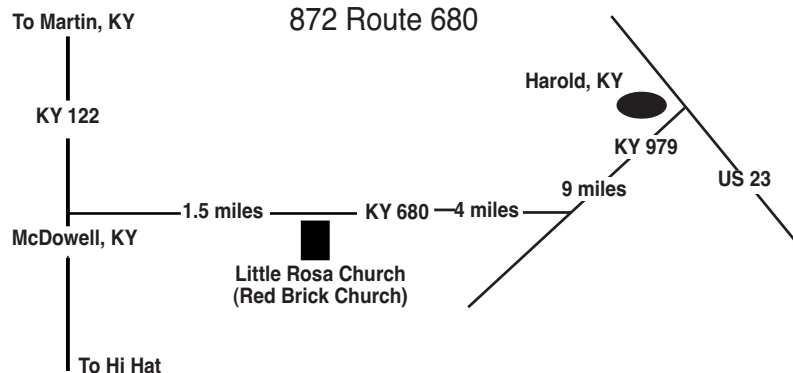 To Martin, KY
872 Route 680
Harold, KY
KY 122
KY 979
US 23
9 miles
1.5 miles
KY 680
4 miles
McDowell, KY
Little Rosa Church
(Red Brick Church)
To Hi Hat